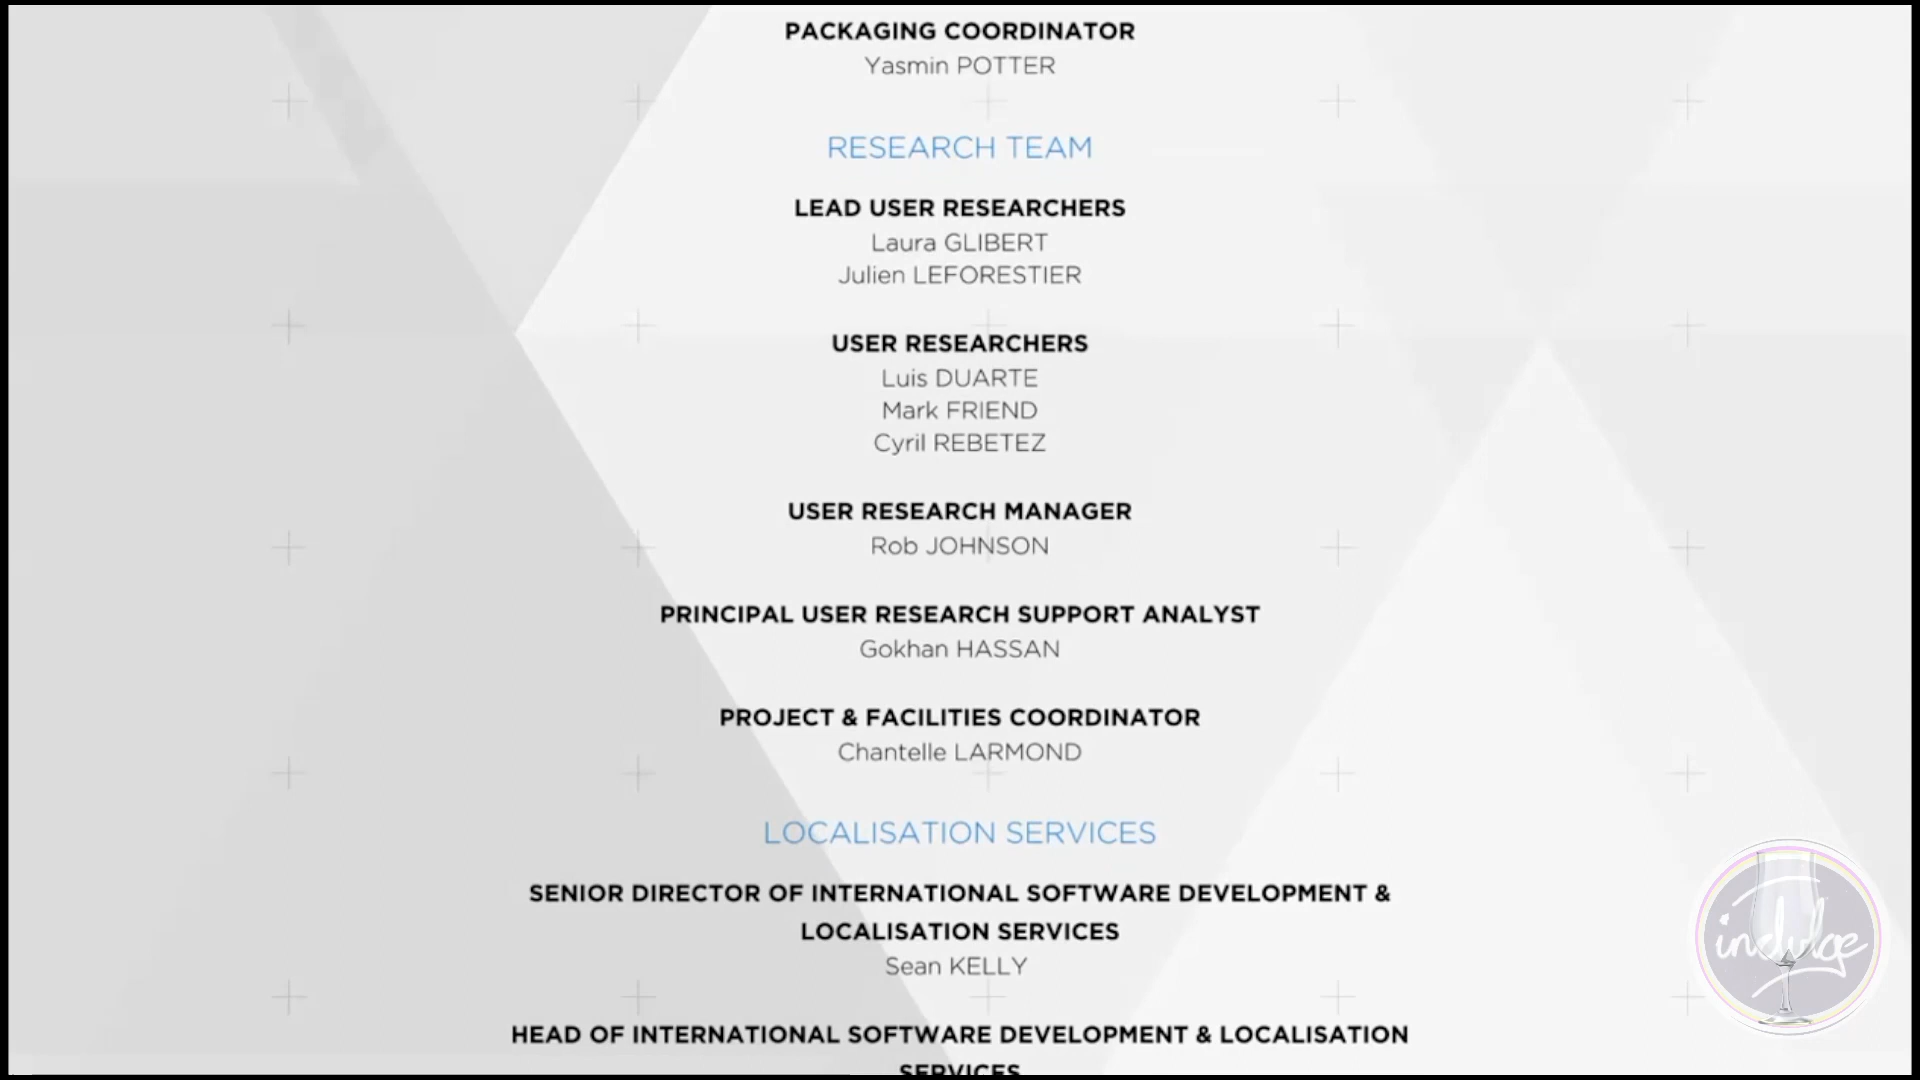 PACKAGING COORDINATOR
Yasmin POTTER
RESEARCH TEAM
LEAD USER RESEARCHERS
Laura GLIBERT
Julien LEFORESTIER
USER RESEARCHERS
Luis DUARTE
Mark FRIEND
Cyril REBETEZ
USER RESEARCH MANAGER
Rob JOHNSON
PRINCIPAL USER RESEARCH SUPPORT ANALYST
Gokhan HASSAN
PROJECT & FACILITIES COORDINATOR
Chantelle LARMOND
LOCALISATION SERVICES
SENIOR DIRECTOR OF INTERNATIONAL SOFTWARE DEVELOPMENT &
LOCALISATION SERVICES
Sean KELLY
HEAD OF INTERNATIONAL SOFTWARE DEVELOPMENT & LOCALISATION
SERVICES
indulge